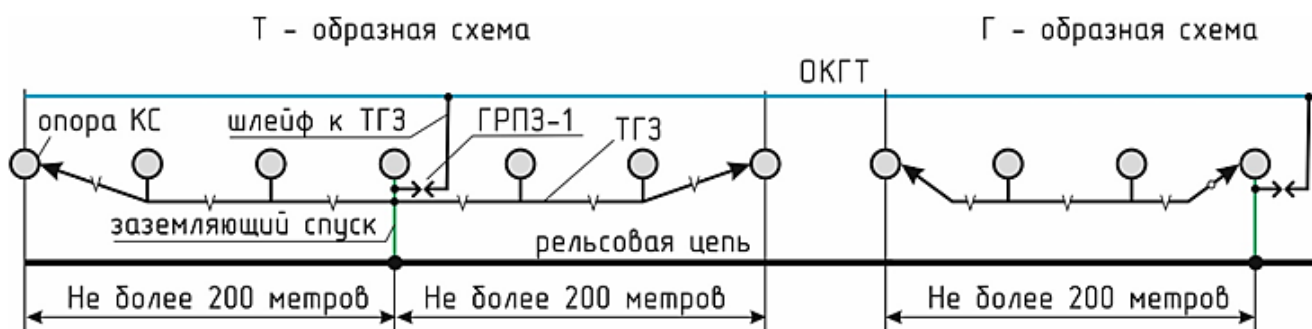 Т - образная схема
Г - образная схема
ОКГТ
опора КС
шлейф к ТГЗ
ГРПЗ-1
ТГЗ
заземляющий спуск
рельсовая цепь
Не более 200 метров
Не более 200 метров
Не более 200 метров